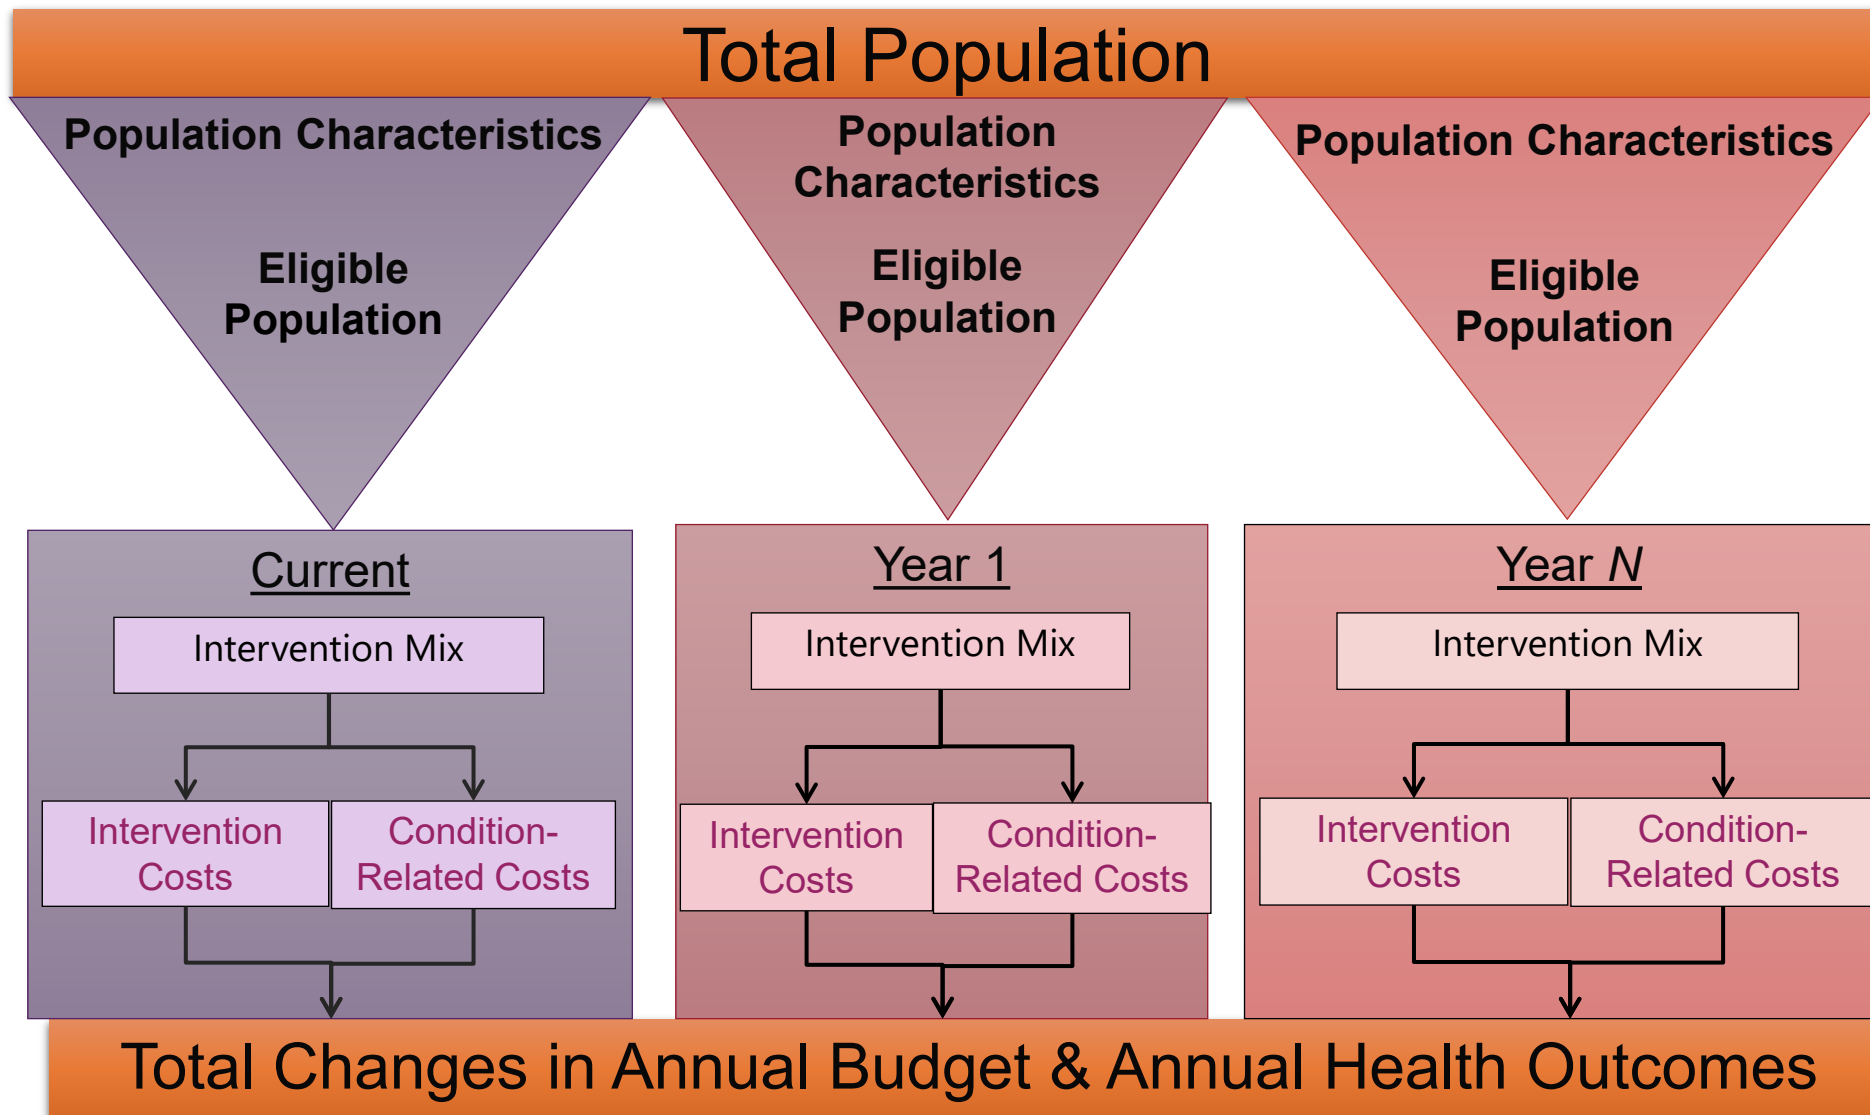 Total Population
Population Characteristics
Eligible
Population
Population
Characteristics
Eligible
Population
Population Characteristics
Eligible
Population
Current
Intervention Mix
Intervention
Costs
Condition-
Related Costs
Year 1
Intervention Mix
Intervention
Costs
Condition-
Related Costs
Year N
Intervention Mix
Intervention
Costs
Condition-
Related Costs
Total Changes in Annual Budget & Annual Health Outcomes